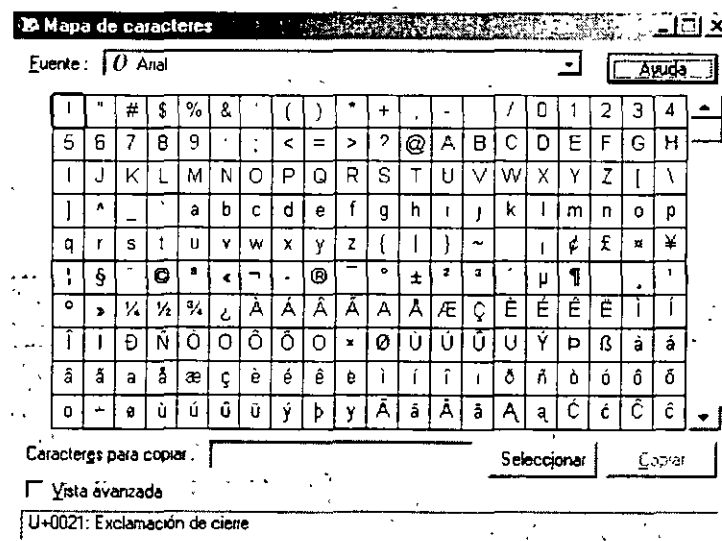 Mapa de caracteres
Fuente: O Arial Ayuda
! " # $ % & ' ( ) * + , - / 0 1 2 3 4
5 6 7 8 9 : ; < = > ? @ A B C D E F G H
I J K L M N O P Q R S T U V W X Y Z [ \
] ^ _ ` a b c d e f g h i j k l m n o p
q r s t u v w x y z { | } ~ ¡ ¢ £ ¤ ¥
¦ § ¨ © ª « ¬ - ® ¯ ° ± ² ³ ´ µ ¶ ¸ ¹
º » ¼ ½ ¾ ¿ À Á Â Ã Ä Å Æ Ç È É Ê Ë Ì Í
Î Ï Ð Ñ Ò Ó Ô Õ Ö × Ø Ù Ú Û Ü Ý Þ ß à á
â ã ä å æ ç è é ê ë ì í î ï ð ñ ò ó ô õ
ö ÷ ø ù ú û ü ý þ ÿ Ā ā Ă ă Ą ą Ć ć Ĉ ĉ
Caracteres para copiar: Seleccionar Copiar
Vista avanzada
U+0021: Exclamación de cierre